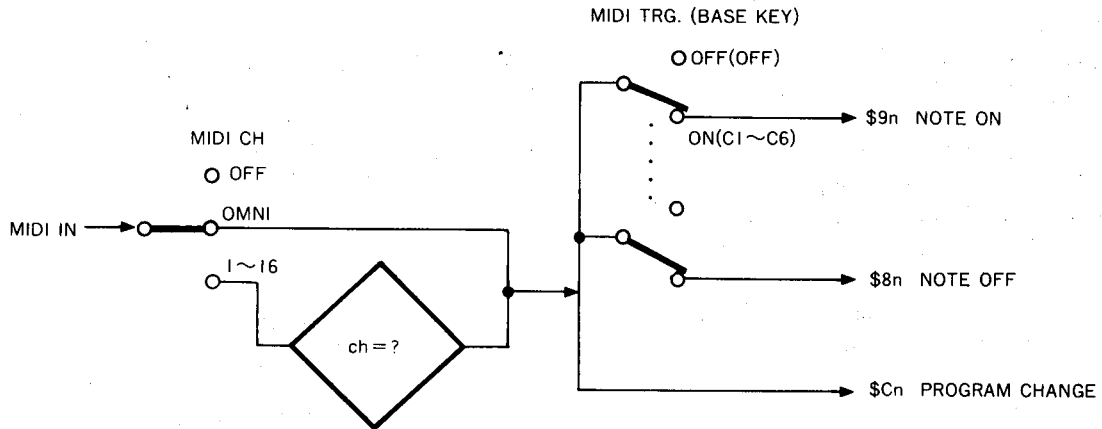 MIDI TRG. (BASE KEY)
OFF(OFF)
$9n NOTE ON
ON(C1～C6)
MIDI CH
OFF
OMNI
MIDI IN
1～16
ch=?
$8n NOTE OFF
$Cn PROGRAM CHANGE